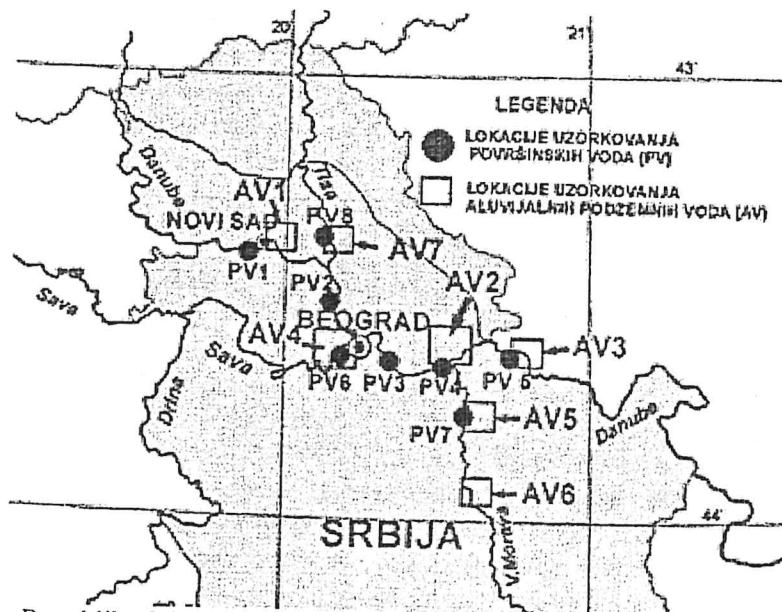 20°
21°
43°
LEGENDA
LOKACIJE UZORKOVANJA
POVRŠINSKIH VODA (PV)
LOKACIJE UZORKOVANJA
ALUVIJALNIH PODZEMNIH VODA (AV)
Danube
Tisa
AV1
NOVI SAD
PV8
AV7
PV1
PV2
AV2
Sava
BEOGRAD
AV4
AV3
Sava
PV6
PV3
PV4
PV5
Drina
PV7
AV5
Danube
AV6
44°
SRBIJA
V.Morava